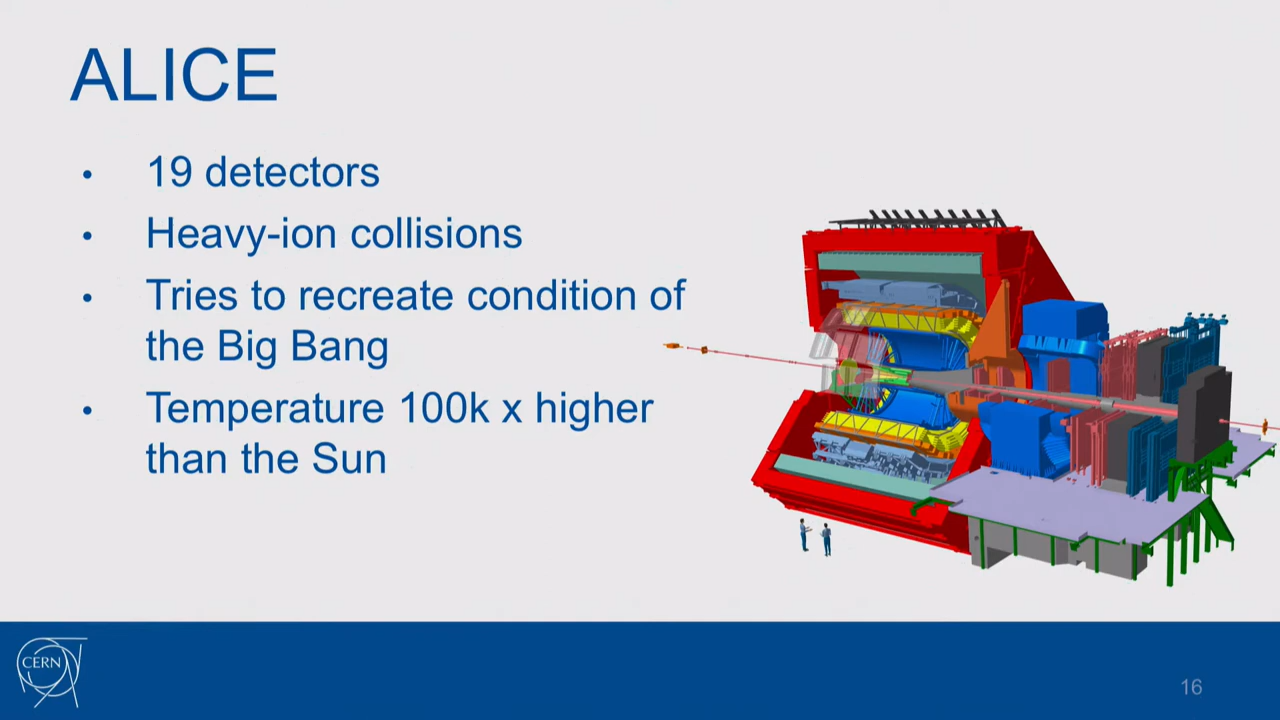 ALICE
• 19 detectors
• Heavy-ion collisions
• Tries to recreate condition of
the Big Bang
• Temperature 100k x higher
than the Sun
CERN
16